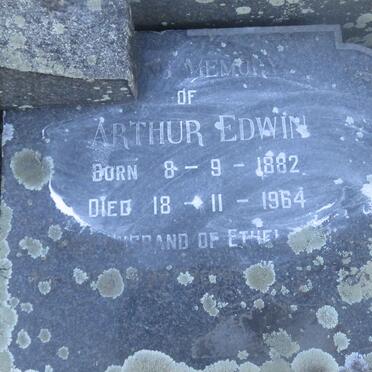 MEMORY
OF
ARTHUR EDWIN
BORN 8 - 9 - 1882
DIED 18 - 11 - 1964
HUSBAND OF ETHEL